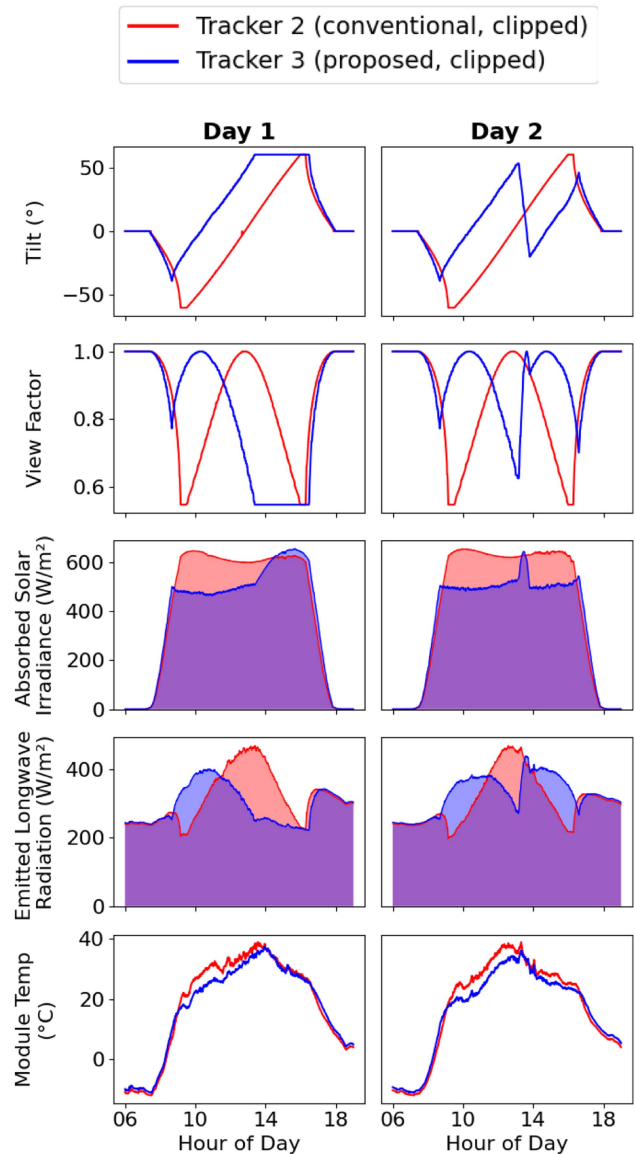 Tracker 2 (conventional, clipped)
Tracker 3 (proposed, clipped)
Day 1
Day 2
Tilt (°)
50
0
−50
View Factor
1.0
0.8
0.6
Absorbed Solar
Irradiance (W/m²)
600
400
200
0
Emitted Longwave
Radiation (W/m²)
400
200
0
Module Temp
(°C)
40
20
0
06 10 14 18
06 10 14 18
Hour of Day
Hour of Day